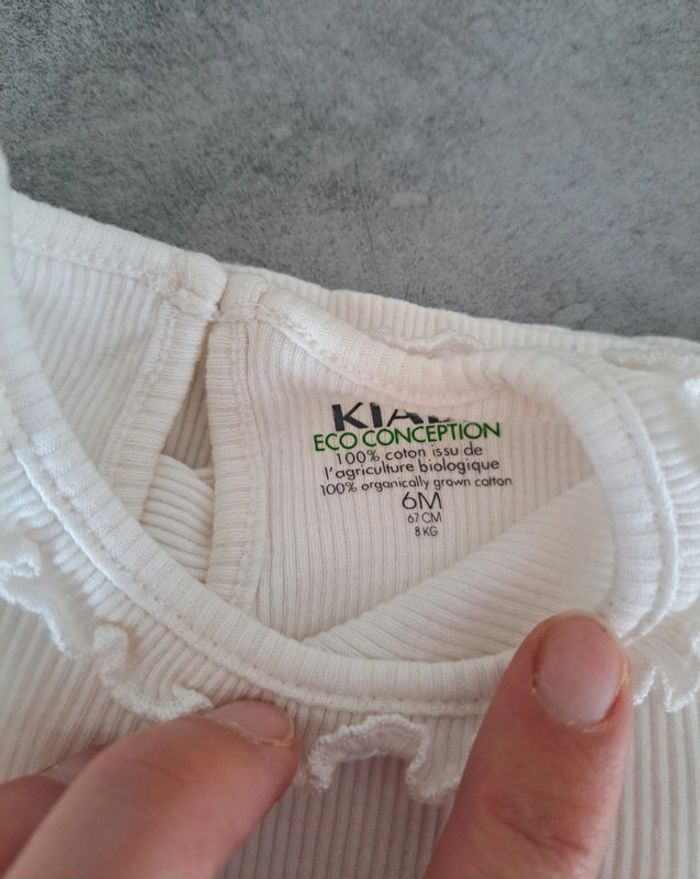 ECO CONCEPTION
100% coton issu de
l'agriculture biologique
100% organically grown cotton
6M
67 CM
8 KG